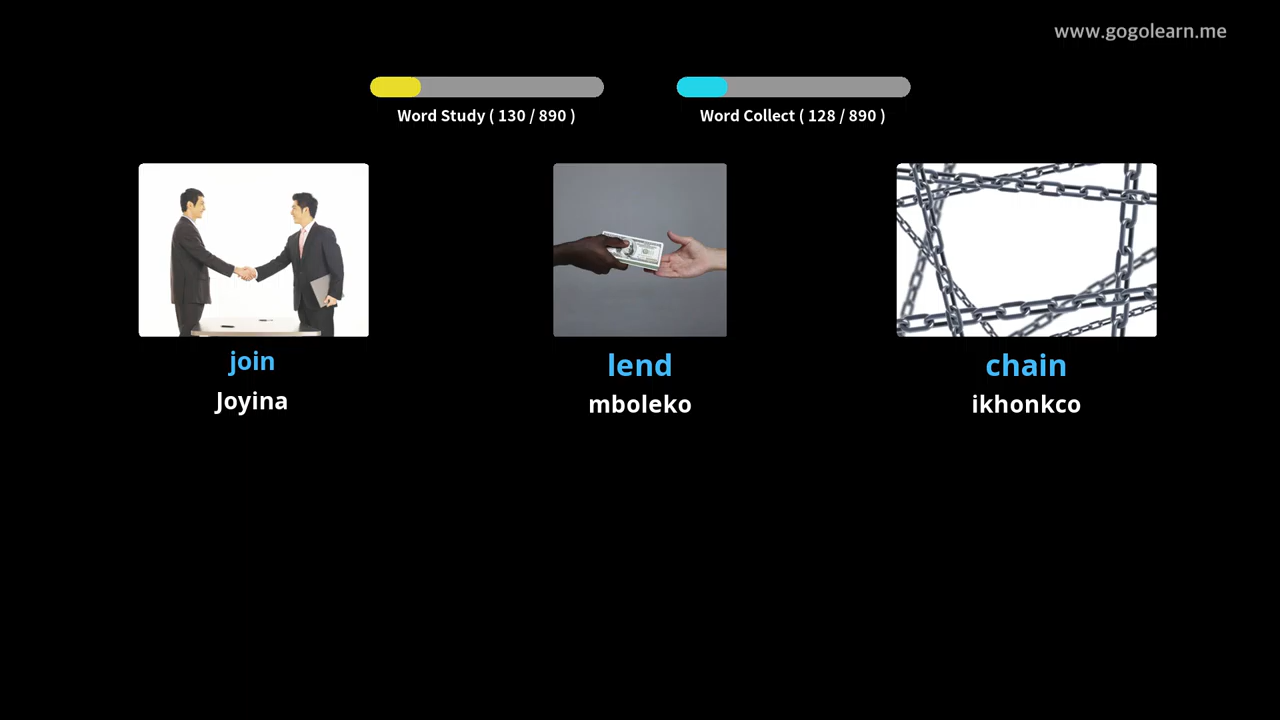 www.gogolearn.me
Word Study ( 130 / 890 )
Word Collect ( 128 / 890 )
join
Joyina
lend
mboleko
chain
ikhonkco